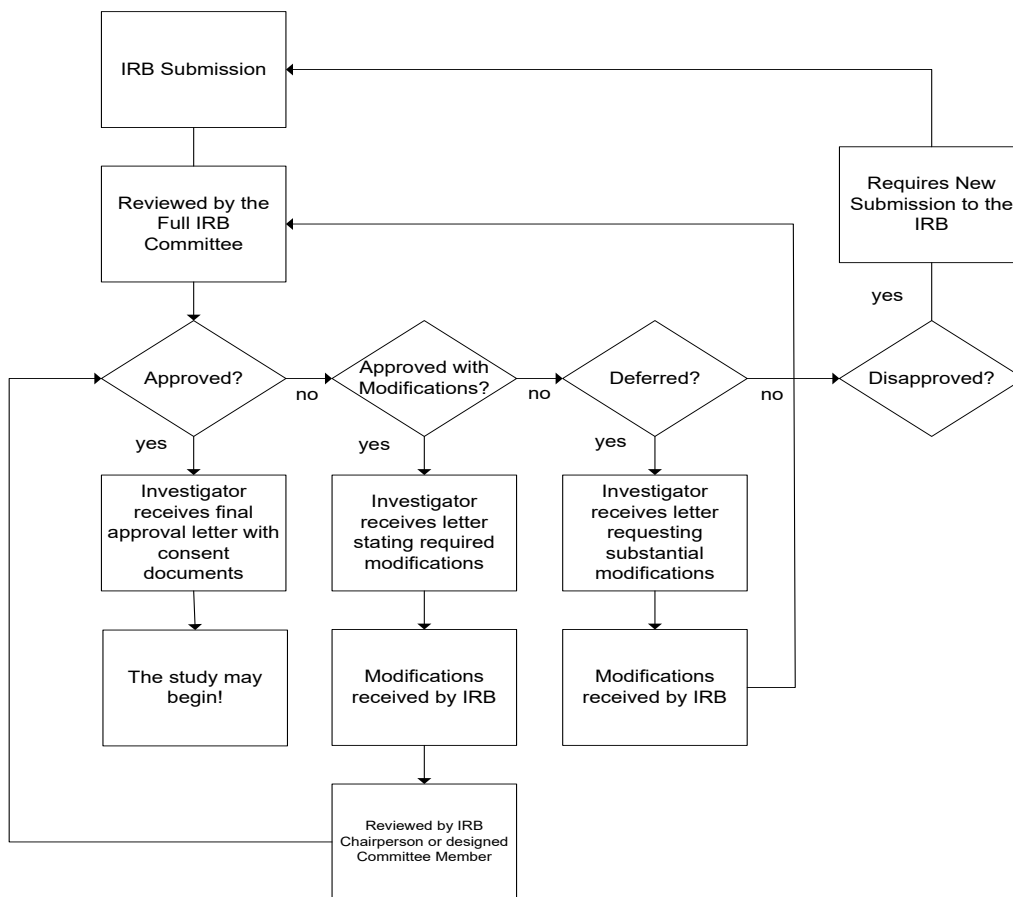 IRB Submission
Requires New
Submission to the
IRB
Reviewed by the
Full IRB
Committee
yes
Approved?
no
Approved with
Modifications?
no
Deferred?
no
Disapproved?
yes
yes
yes
Investigator
receives final
approval letter with
consent
documents
Investigator
receives letter
stating required
modifications
Investigator
receives letter
requesting
substantial
modifications
The study may
begin!
Modifications
received by IRB
Modifications
received by IRB
Reviewed by IRB
Chairperson or designed
Committee Member